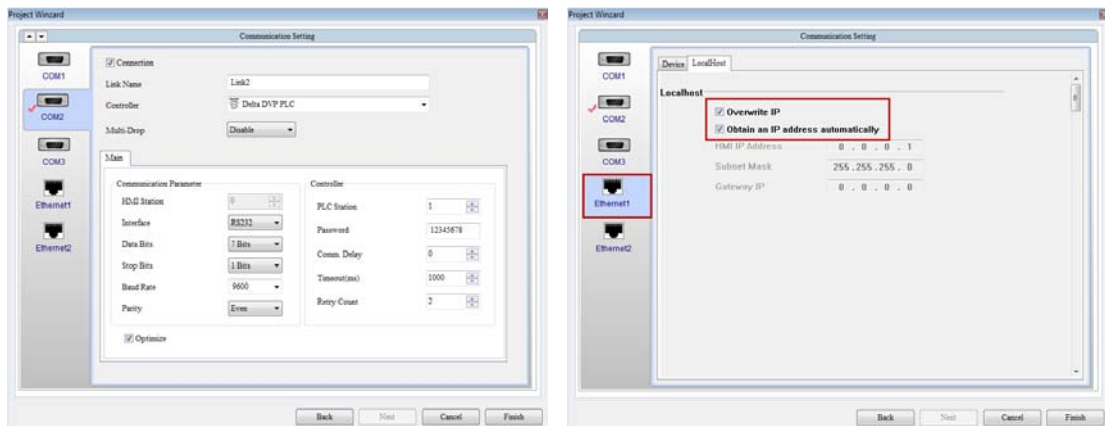 Project Winzard
Communication Setting
COM1
COM2
COM3
Ethernet1
Ethernet2
Connection
Link Name
Link2
Controller
Delta DVP PLC
Multi-Drop
Disable
Main
Communication Parameter
HMI Station
0
Interface
RS232
Data Bits
7 Bits
Stop Bits
1 Bits
Baud Rate
9600
Parity
Even
Controller
PLC Station
1
Password
12345678
Comm. Delay
0
Timeout(ms)
1000
Retry Count
2
Optimize
Back
Next
Cancel
Finish
Project Winzard
Communication Setting
COM1
COM2
COM3
Ethernet1
Ethernet2
Device
LocalHost
Localhost
Overwrite IP
Obtain an IP address automatically
HMI IP Address
0 . 0 . 0 . 1
Subnet Mask
255 . 255 . 255 . 0
Gateway IP
0 . 0 . 0 . 0
Back
Next
Cancel
Finish